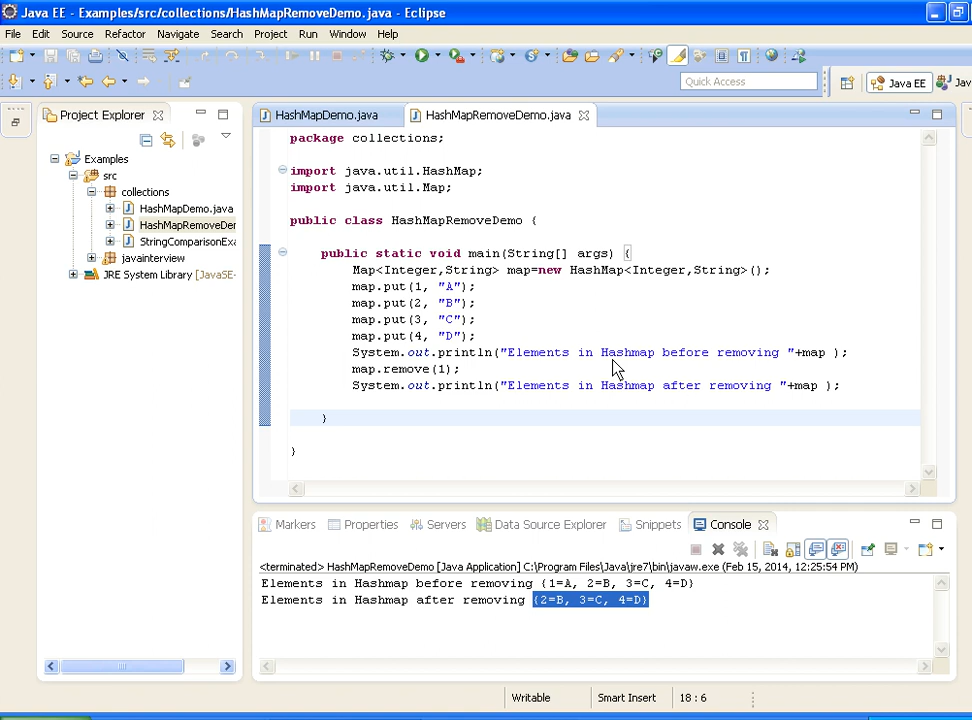 Java EE - Examples/src/collections/HashMapRemoveDemo.java - Eclipse
File Edit Source Refactor Navigate Search Project Run Window Help
Quick Access
Java EE
Jav
Project Explorer
Examples
src
collections
HashMapDemo.java
HashMapRemoveDer
StringComparisonExa
javainterview
JRE System Library [JavaSE-
HashMapDemo.java
HashMapRemoveDemo.java
package collections;
import java.util.HashMap;
import java.util.Map;
public class HashMapRemoveDemo {
public static void main(String[] args) {
Map<Integer,String> map=new HashMap<Integer,String>();
map.put(1, "A");
map.put(2, "B");
map.put(3, "C");
map.put(4, "D");
System.out.println("Elements in Hashmap before removing "+map );
map.remove(1);
System.out.println("Elements in Hashmap after removing "+map );
}
}
Markers Properties Servers Data Source Explorer Snippets Console
<terminated> HashMapRemoveDemo [Java Application] C:\Program Files\Java\jre7\bin\javaw.exe (Feb 15, 2014, 12:25:54 PM)
Elements in Hashmap before removing {1=A, 2=B, 3=C, 4=D}
Elements in Hashmap after removing {2=B, 3=C, 4=D}
Writable
Smart Insert
18 : 6